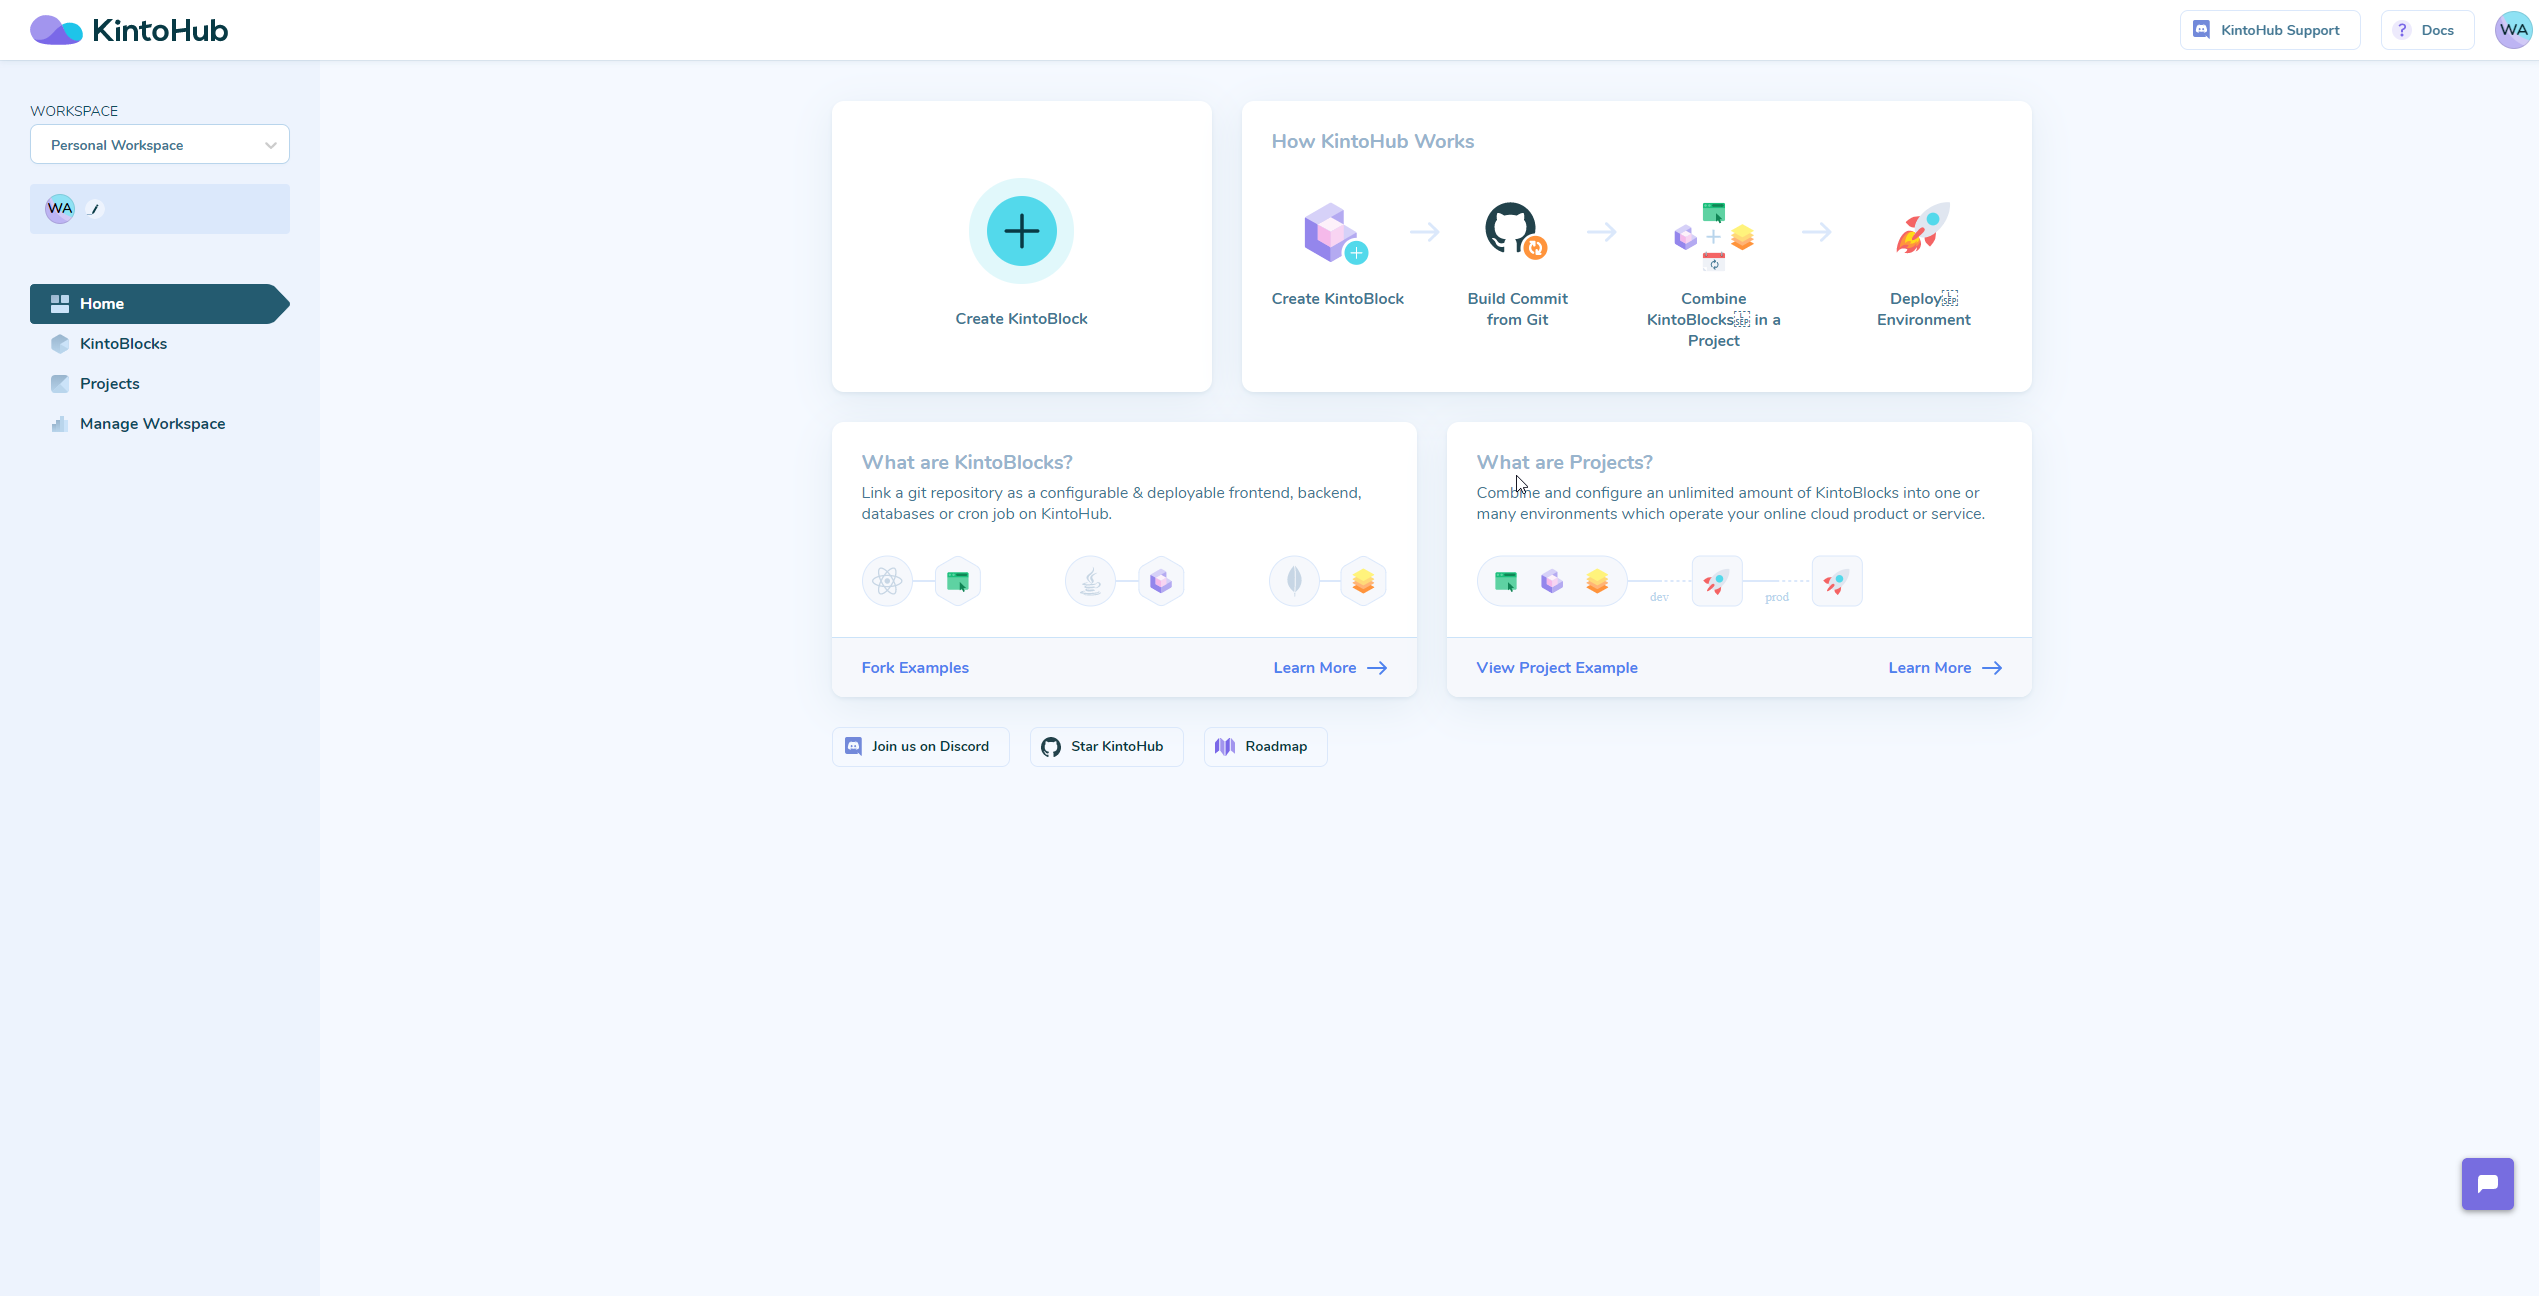 KintoHub
KintoHub Support
? Docs
WA
WORKSPACE
Personal Workspace
WA
Home
KintoBlocks
Projects
Manage Workspace
Create KintoBlock
How KintoHub Works
Create KintoBlock
Build Commit
from Git
Combine
KintoBlocks in a
Project
Deploy
Environment
What are KintoBlocks?
Link a git repository as a configurable & deployable frontend, backend,
databases or cron job on KintoHub.
Fork Examples
Learn More
What are Projects?
Combine and configure an unlimited amount of KintoBlocks into one or
many environments which operate your online cloud product or service.
dev
prod
View Project Example
Learn More
Join us on Discord
Star KintoHub
Roadmap